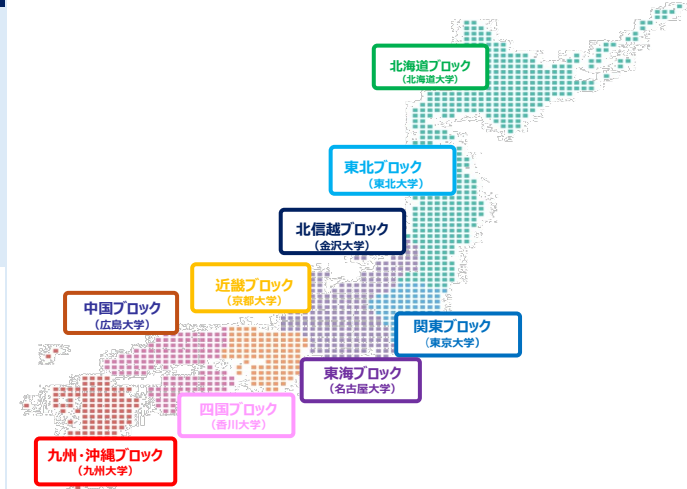 北海道ブロック
（北海道大学）
東北ブロック
（東北大学）
北信越ブロック
（金沢大学）
近畿ブロック
（京都大学）
中国ブロック
（広島大学）
関東ブロック
（東京大学）
東海ブロック
（名古屋大学）
四国ブロック
（香川大学）
九州・沖縄ブロック
（九州大学）